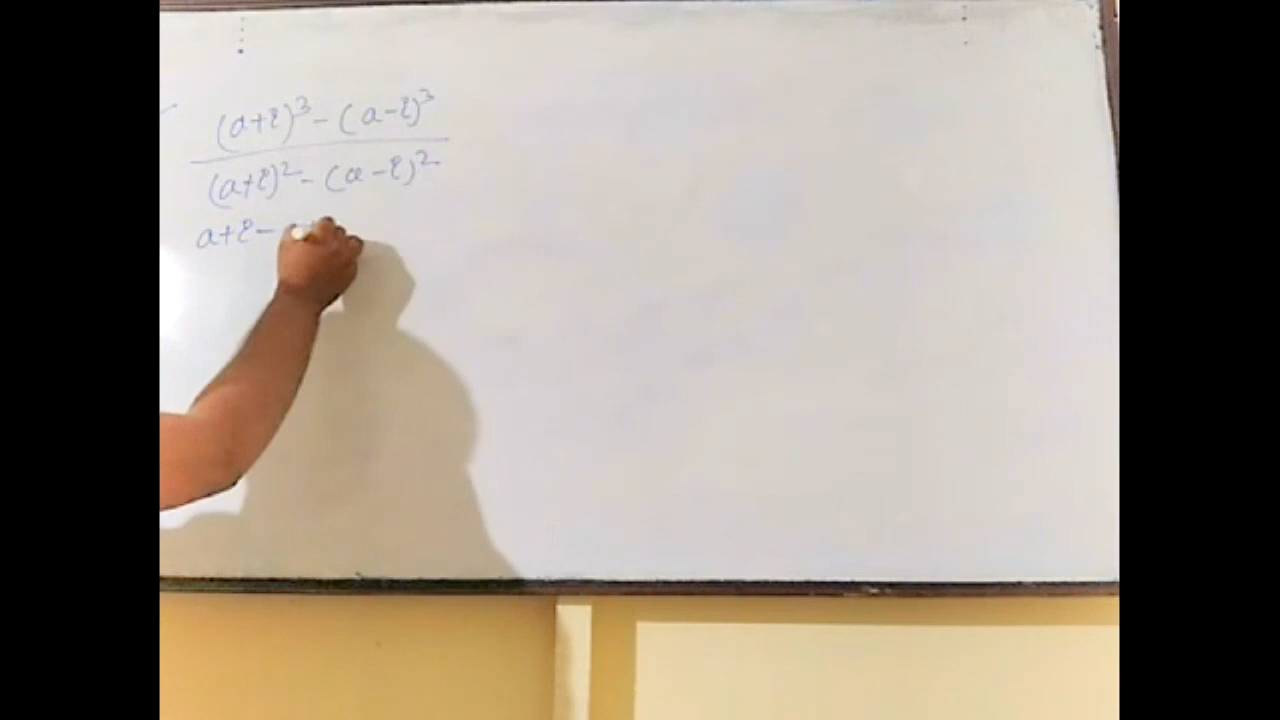 (a+ε)³ - (a-ε)³
(a+ε)² - (a-ε)²
a+ε-